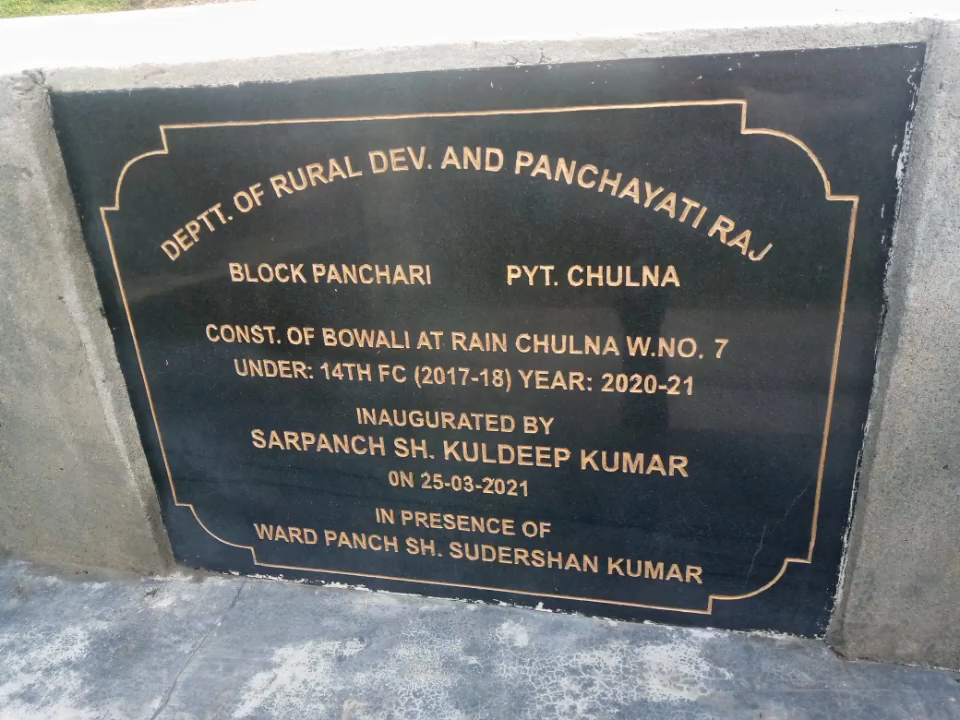 DEPTT. OF RURAL DEV. AND PANCHAYATI RAJ
BLOCK PANCHARI PYT. CHULNA
CONST. OF BOWALI AT RAIN CHULNA W.NO. 7
UNDER: 14TH FC (2017-18) YEAR: 2020-21
INAUGURATED BY
SARPANCH SH. KULDEEP KUMAR
0N 25-03-2021
IN PRESENCE OF
WARD PANCH SH. SUDERSHAN KUMAR